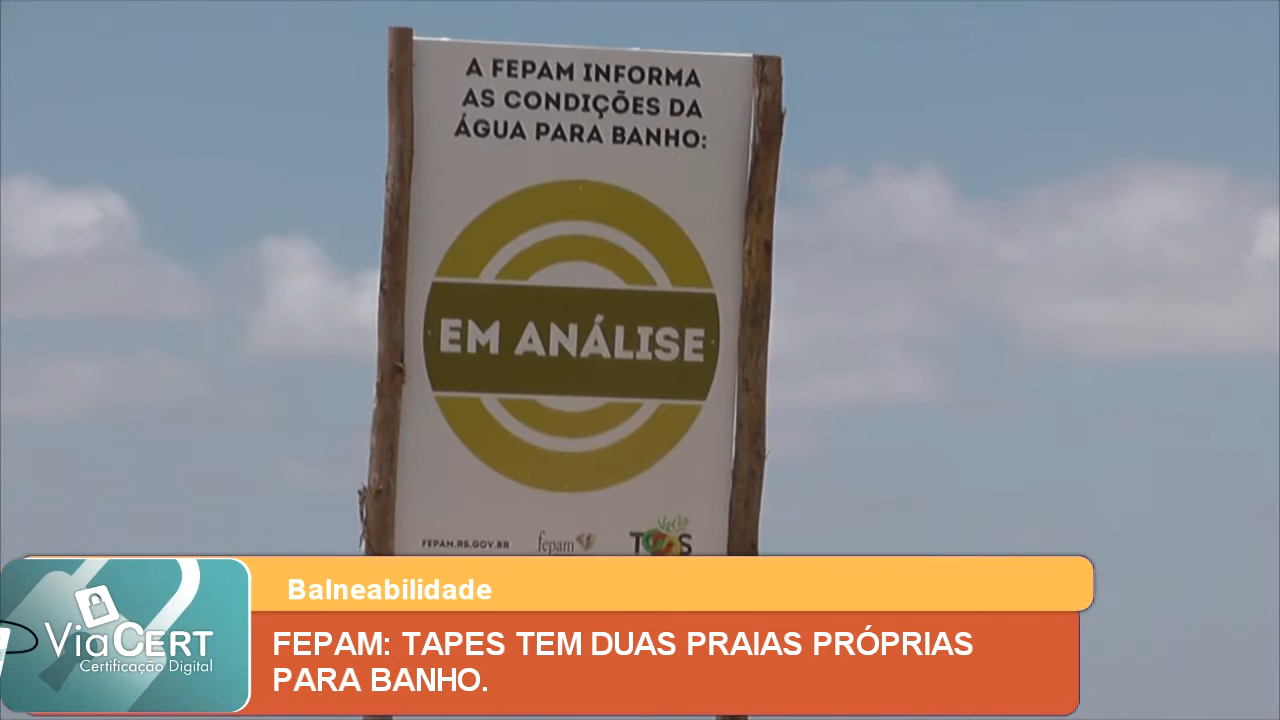 A FEPAM INFORMA
AS CONDIÇÕES DA
ÁGUA PARA BANHO:
EM ANÁLISE
FEPAM.RS.GOV.BR
fepam
Verão
Balneabilidade
FEPAM: TAPES TEM DUAS PRAIAS PRÓPRIAS
PARA BANHO.
ViaCERT
Certificação Digital